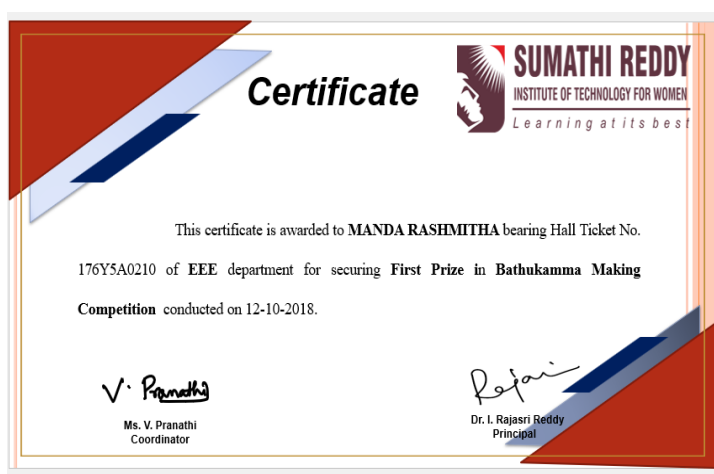 Certificate
SUMATHI REDDY
INSTITUTE OF TECHNOLOGY FOR WOMEN
Learning at its best
This certificate is awarded to MANDA RASHMITHA bearing Hall Ticket No.
176Y5A0210 of EEE department for securing First Prize in Bathukamma Making
Competition conducted on 12-10-2018.
V. Pranathi
Rajasri
Ms. V. Pranathi
Coordinator
Dr. I. Rajasri Reddy
Principal